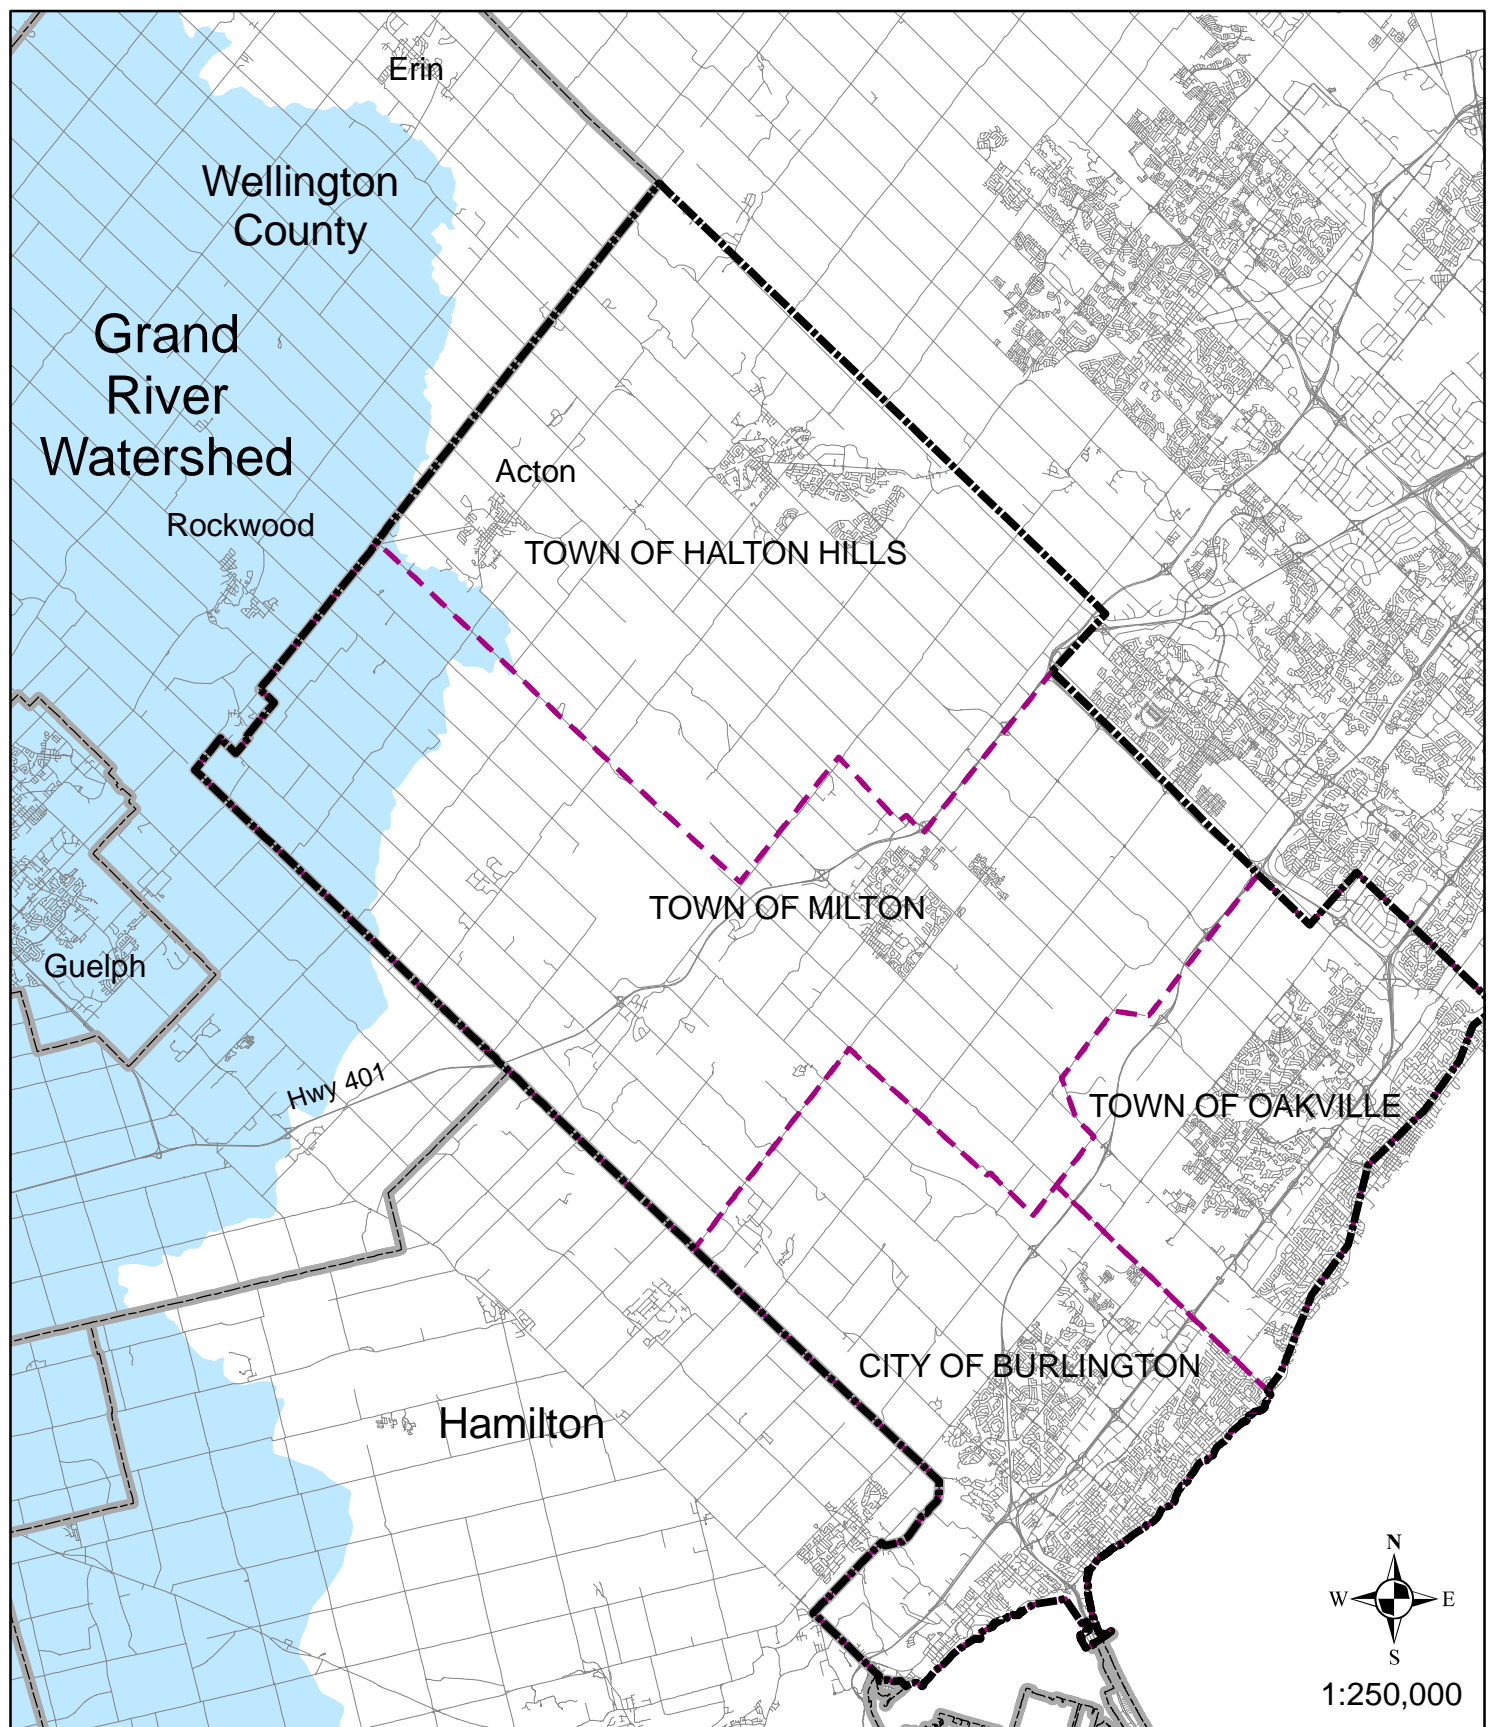 Erin
Wellington
County
Grand
River
Watershed
Acton
Rockwood
TOWN OF HALTON HILLS
TOWN OF MILTON
Guelph
Hwy 401
TOWN OF OAKVILLE
CITY OF BURLINGTON
Hamilton
N
W E
S
1:250,000